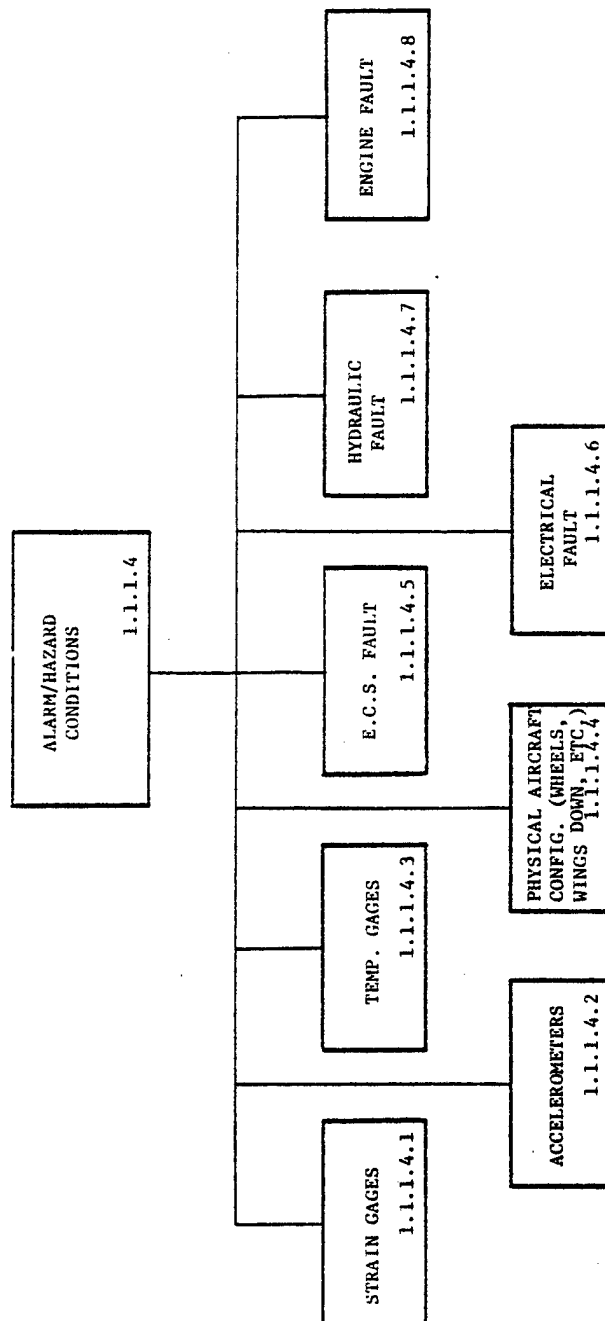 ALARM/HAZARD
CONDITIONS
1.1.1.4
STRAIN GAGES
1.1.1.4.1
TEMP. GAGES
1.1.1.4.3
E.C.S. FAULT
1.1.1.4.5
HYDRAULIC
FAULT
1.1.1.4.7
ENGINE FAULT
1.1.1.4.8
ACCELEROMETERS
1.1.1.4.2
PHYSICAL AIRCRAFT
CONFIG. (WHEELS,
WINGS DOWN, ETC.)
1.1.1.4.4
ELECTRICAL
FAULT
1.1.1.4.6